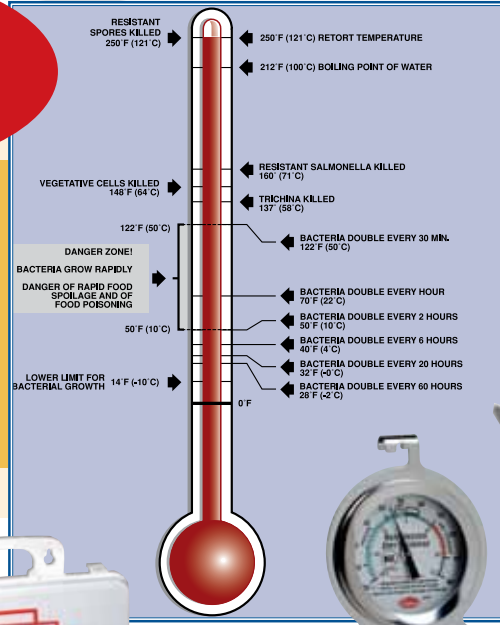 RESISTANT
SPORES KILLED
250°F (121°C)
250°F (121°C) RETORT TEMPERATURE
212°F (100°C) BOILING POINT OF WATER
RESISTANT SALMONELLA KILLED
160° (71°C)
VEGETATIVE CELLS KILLED
148°F (64°C)
TRICHINA KILLED
137° (58°C)
122°F (50°C)
BACTERIA DOUBLE EVERY 30 MIN.
122°F (50°C)
DANGER ZONE!
BACTERIA GROW RAPIDLY
DANGER OF RAPID FOOD
SPOILAGE AND OF
FOOD POISONING
BACTERIA DOUBLE EVERY HOUR
70°F (22°C)
50°F (10°C)
BACTERIA DOUBLE EVERY 2 HOURS
50°F (10°C)
BACTERIA DOUBLE EVERY 6 HOURS
40°F (4°C)
BACTERIA DOUBLE EVERY 20 HOURS
32°F (-0°C)
LOWER LIMIT FOR
BACTERIAL GROWTH
14°F (-10°C)
BACTERIA DOUBLE EVERY 60 HOURS
28°F (-2°C)
0°F